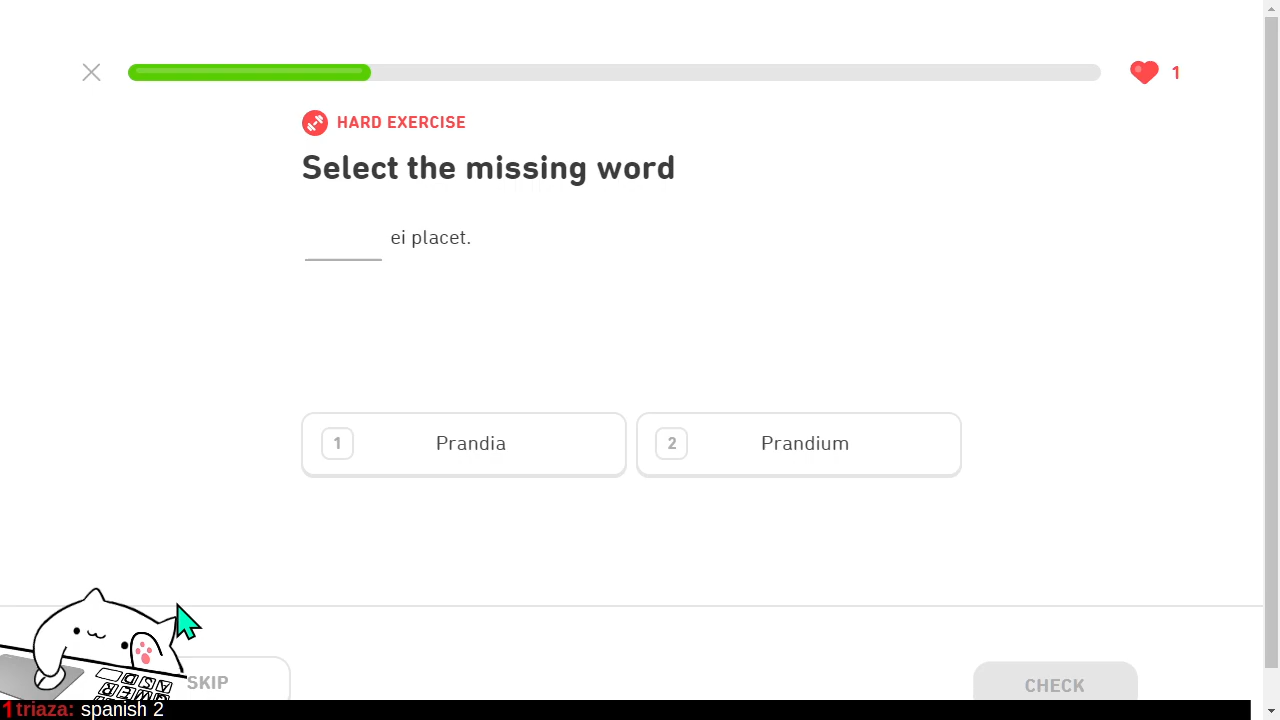 1
HARD EXERCISE
Select the missing word
ei placet.
1 Prandia
2 Prandium
SKIP
CHECK
A S D
Q W E R
1triaza: spanish 2